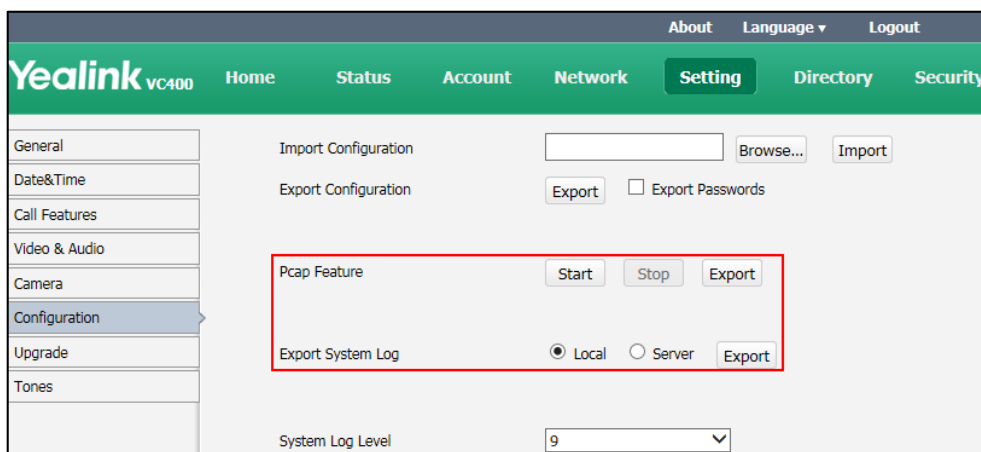 About Language ▾ Logout
Yealink VC400 Home Status Account Network Setting Directory Security
General
Date&Time
Call Features
Video & Audio
Camera
Configuration
Upgrade
Tones
Import Configuration Browse... Import
Export Configuration Export Export Passwords
Pcap Feature Start Stop Export
Export System Log Local Server Export
System Log Level 9